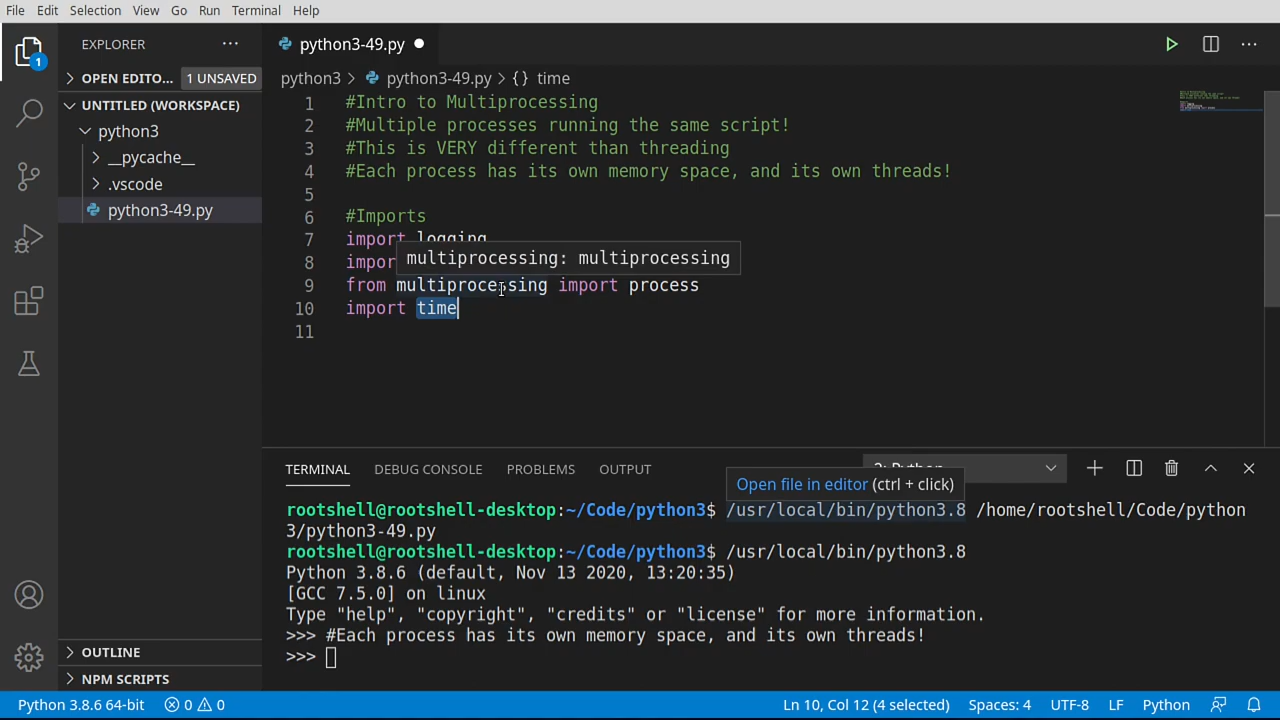 File Edit Selection View Go Run Terminal Help
EXPLORER
python3-49.py
1
OPEN EDITO... 1 UNSAVED
python3 > python3-49.py > {} time
UNTITLED (WORKSPACE)
python3
__pycache__
.vscode
python3-49.py
1 #Intro to Multiprocessing
2 #Multiple processes running the same script!
3 #This is VERY different than threading
4 #Each process has its own memory space, and its own threads!
5
6 #Imports
7 import logging
8 impor
multiprocessing: multiprocessing
9 from multiprocessing import process
10 import time
11
TERMINAL DEBUG CONSOLE PROBLEMS OUTPUT 2: Python
Open file in editor (ctrl + click)
rootshell@rootshell-desktop:~/Code/python3$ /usr/local/bin/python3.8 /home/rootshell/Code/python
3/python3-49.py
rootshell@rootshell-desktop:~/Code/python3$ /usr/local/bin/python3.8
Python 3.8.6 (default, Nov 13 2020, 13:20:35)
[GCC 7.5.0] on linux
Type "help", "copyright", "credits" or "license" for more information.
>>> #Each process has its own memory space, and its own threads!
>>>
OUTLINE
NPM SCRIPTS
Python 3.8.6 64-bit 0 0 Ln 10, Col 12 (4 selected) Spaces: 4 UTF-8 LF Python